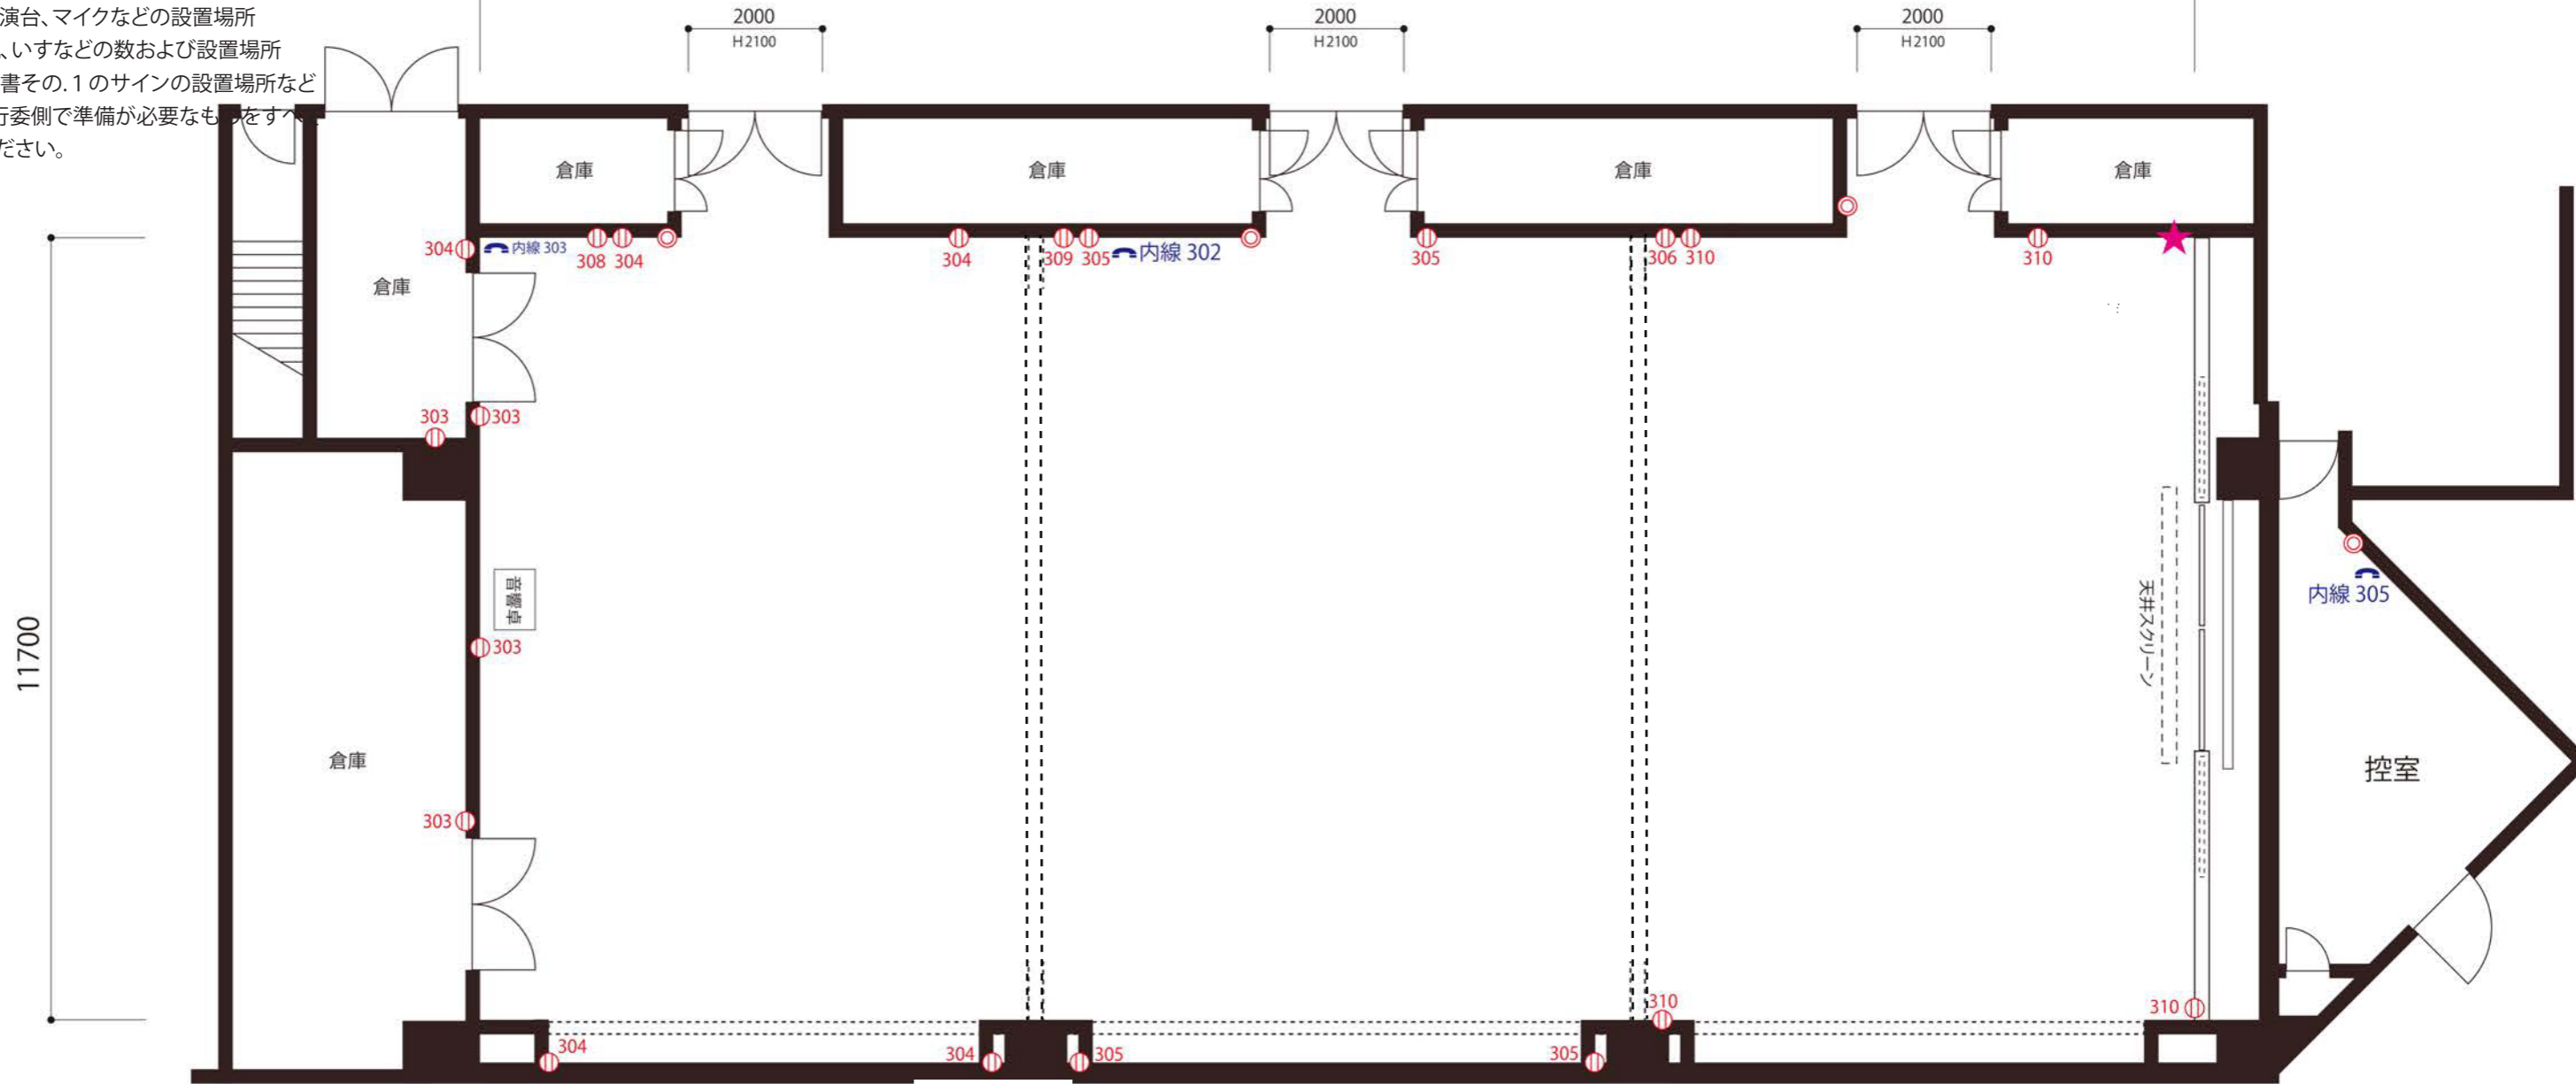 演台、マイクなどの設置場所
、いすなどの数および設置場所
書その.1のサインの設置場所など
行委側で準備が必要なものをすべて
ださい。
2000
H2100
2000
H2100
2000
H2100
倉庫
倉庫
倉庫
倉庫
304
内線 303
308
304
304
309
305
内線 302
305
306
310
310
倉庫
303
303
11700
音響卓
303
天井スクリーン
内線 305
倉庫
控室
303
310
310
304
304
305
305